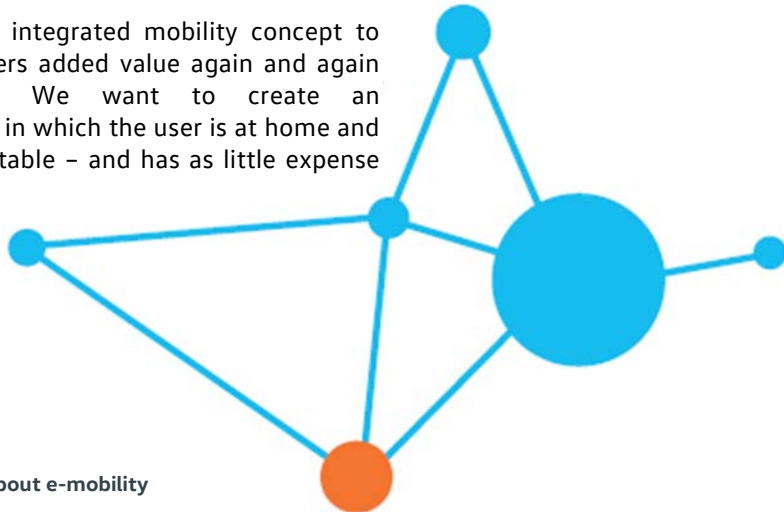 integrated mobility concept to
ers added value again and again
We want to create an
in which the user is at home and
table – and has as little expense
bout e-mobility